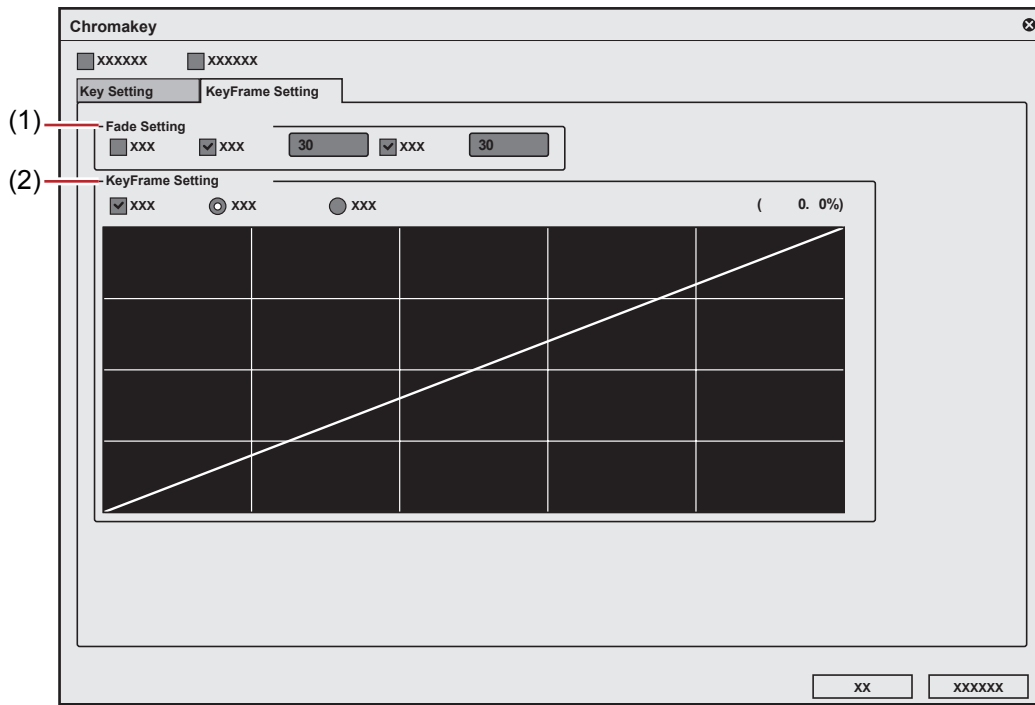 Chromakey
xxxxxx xxxxxx
Key Setting KeyFrame Setting
(1)
Fade Setting
xxx xxx 30 xxx 30
(2)
KeyFrame Setting
xxx xxx xxx ( 0. 0%)
xx xxxxxx